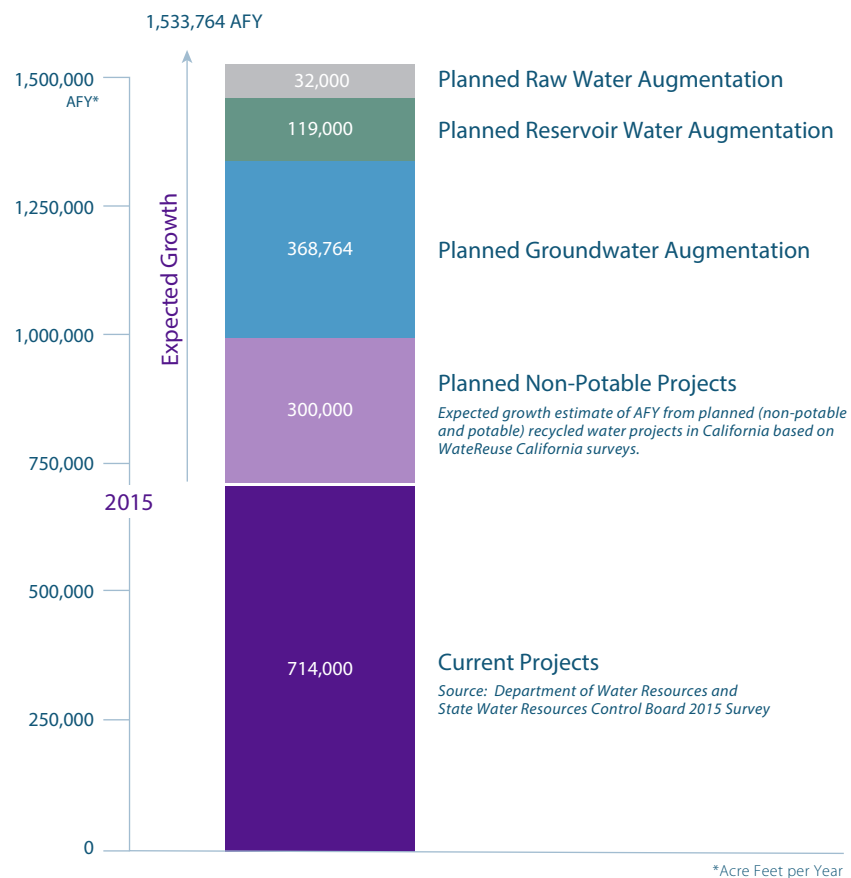 1,533,764 AFY
1,500,000
AFY*
1,250,000
1,000,000
750,000
2015
500,000
250,000
0
Expected Growth
32,000
Planned Raw Water Augmentation
119,000
Planned Reservoir Water Augmentation
368,764
Planned Groundwater Augmentation
300,000
Planned Non-Potable Projects
Expected growth estimate of AFY from planned (non-potable
and potable) recycled water projects in California based on
WateReuse California surveys.
714,000
Current Projects
Source: Department of Water Resources and
State Water Resources Control Board 2015 Survey
*Acre Feet per Year